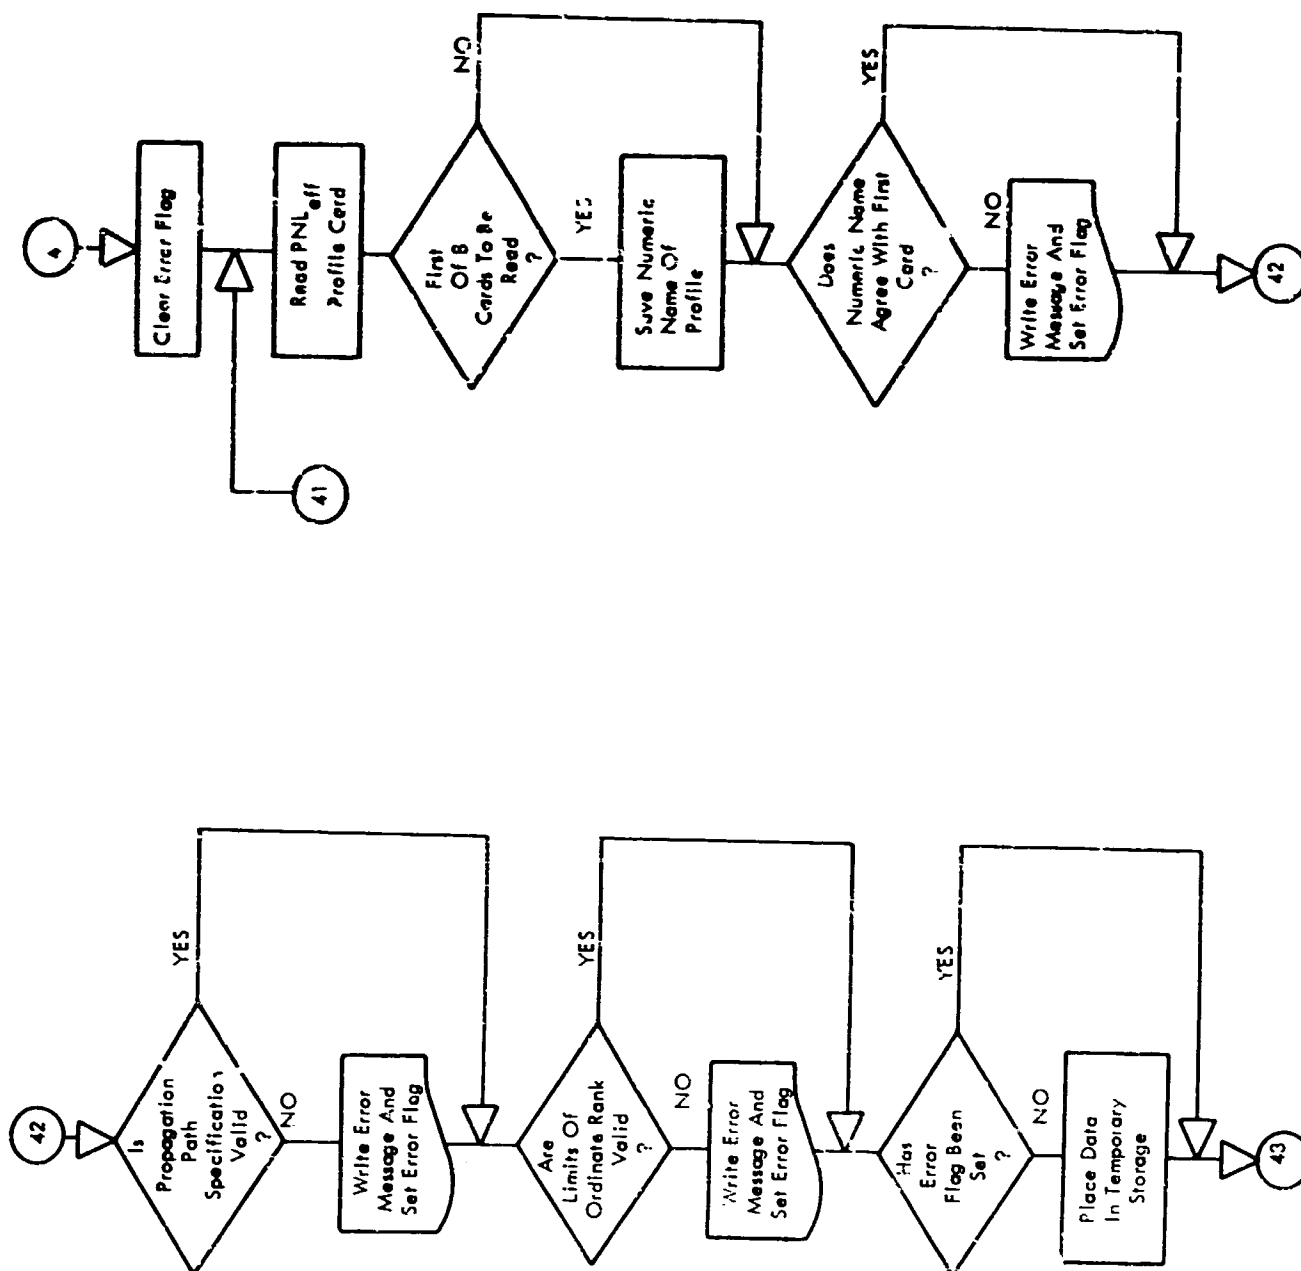 4
Clear Error Flag
Read PNLeff
Profile Card
41
First
Of B
Cards To Be
Read
?
NO
YES
Save Numeric
Name Of
Profile
Does
Numeric Name
Agree With First
Card
?
YES
NO
Write Error
Message And
Set Error Flag
42
42
Is
Propagation
Path
Specification
Valid
?
YES
NO
Write Error
Message And
Set Error Flag
Are
Limits Of
Ordinate Rank
Valid
?
YES
NO
Write Error
Message And
Set Error Flag
Has
Error
Flag Been
Set
?
YES
NO
Place Data
In Temporary
Storage
43